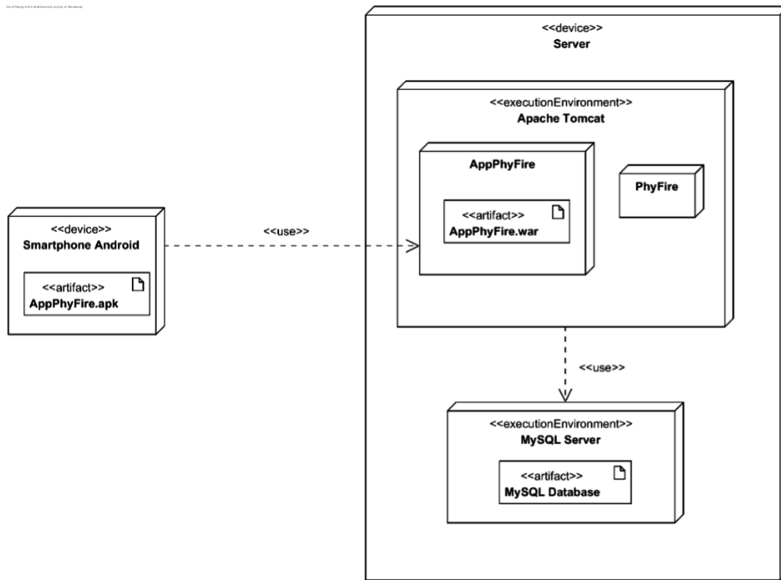 <<device>>
Server
<<executionEnvironment>>
Apache Tomcat
AppPhyFire
<<artifact>>
AppPhyFire.war
PhyFire
<<device>>
Smartphone Android
<<artifact>>
AppPhyFire.apk
<<use>>
<<use>>
<<executionEnvironment>>
MySQL Server
<<artifact>>
MySQL Database